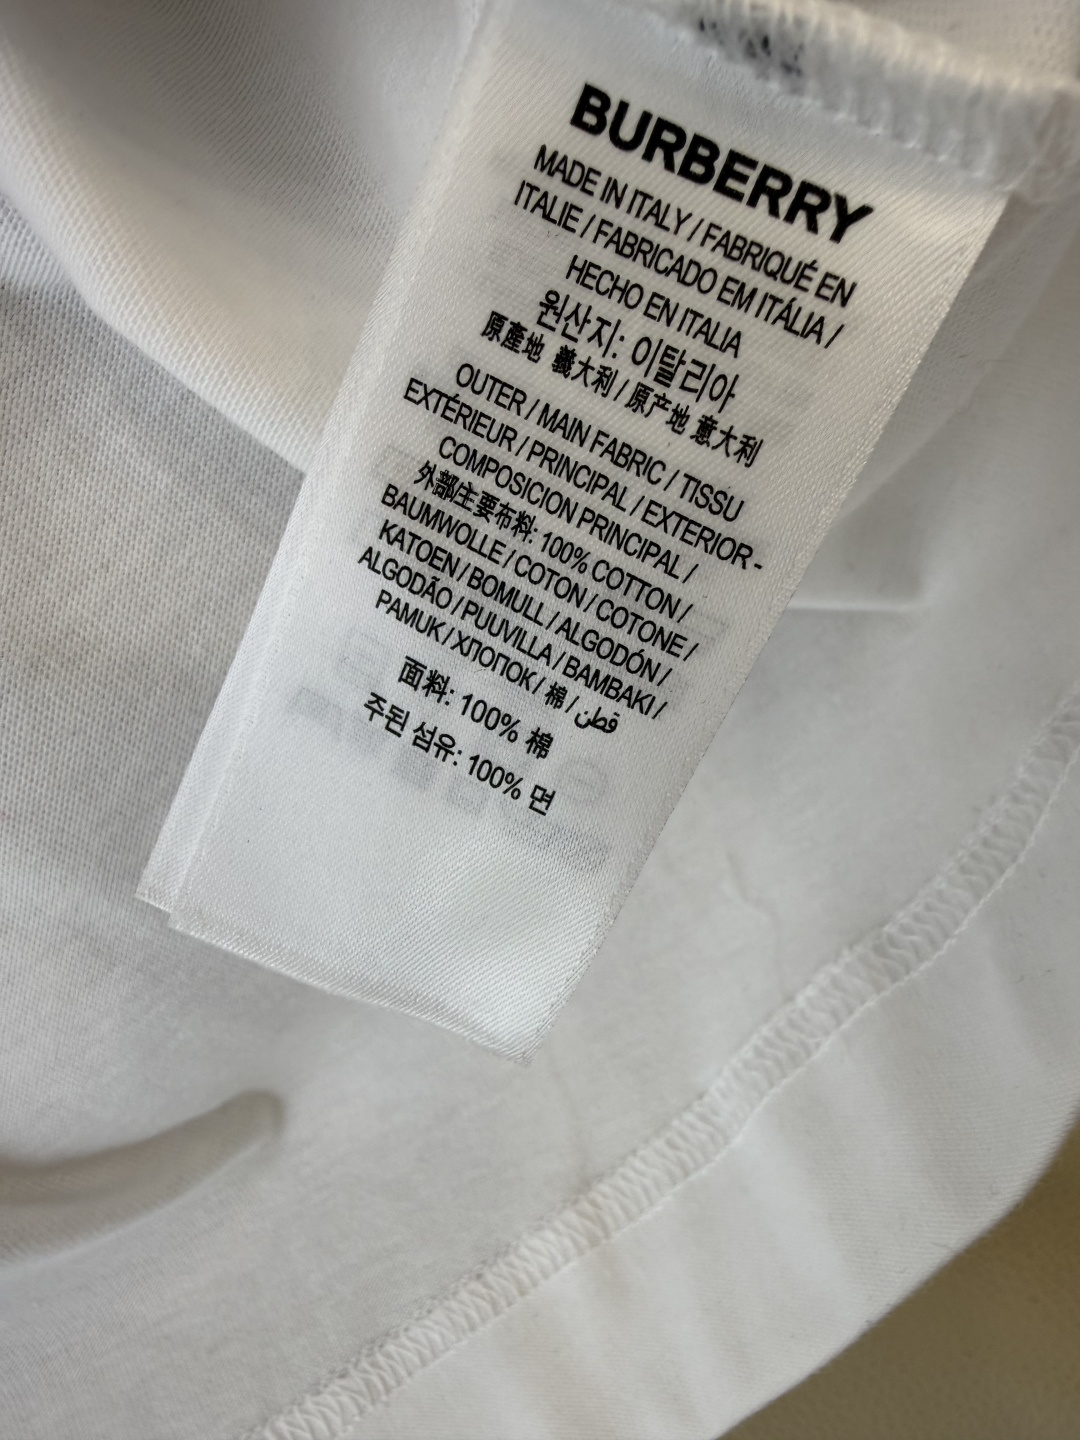 BURBERRY
MADE IN ITALY / FABRIQUÉ EN
ITALIE / FABRICADO EM ITÁLIA /
HECHO EN ITALIA
원산지: 이탈리아
原產地 義大利 / 原产地 意大利
OUTER / MAIN FABRIC / TISSU
EXTÉRIEUR / PRINCIPAL / EXTERIOR -
COMPOSICION PRINCIPAL /
外部/主要布料: 100% COTTON /
BAUMWOLLE / COTON / COTONE /
KATOEN / BOMULL / ALGODÓN /
ALGODÃO / PUUVILLA / BAMBAKI /
PAMUK / ХЛОПОК / 棉 / قطن
面料: 100% 棉
주된 섬유: 100% 면